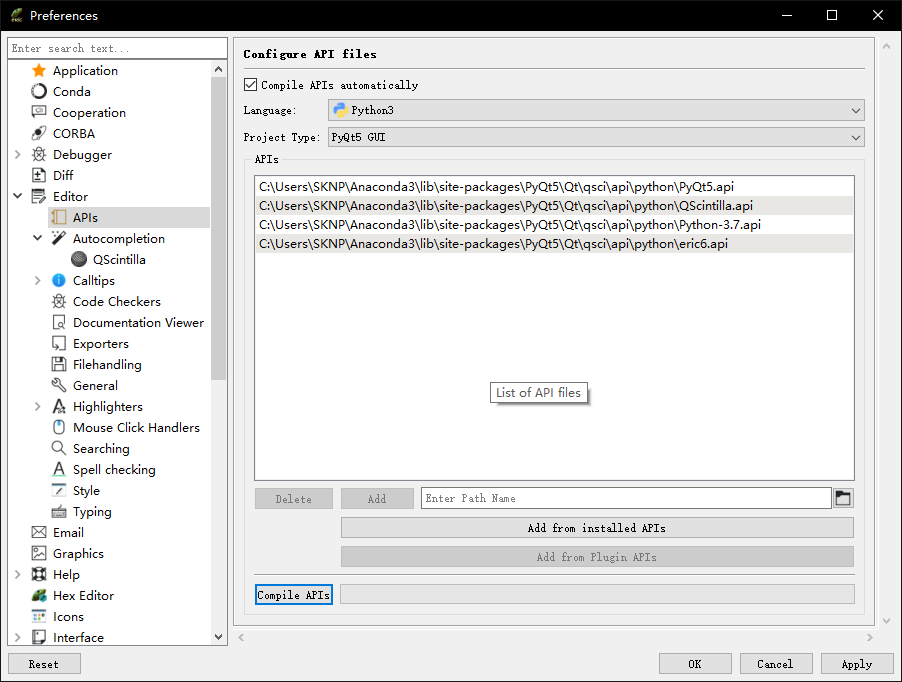 Preferences
Enter search text...
Application
Conda
Cooperation
CORBA
Debugger
Diff
Editor
APIs
Autocompletion
QScintilla
Calltips
Code Checkers
Documentation Viewer
Exporters
Filehandling
General
Highlighters
Mouse Click Handlers
Searching
Spell checking
Style
Typing
Email
Graphics
Help
Hex Editor
Icons
Interface
Configure API files
Compile APIs automatically
Language: Python3
Project Type: PyQt5 GUI
APIs
C:\Users\SKNP\Anaconda3\lib\site-packages\PyQt5\Qt\qsci\api\python\PyQt5.api
C:\Users\SKNP\Anaconda3\lib\site-packages\PyQt5\Qt\qsci\api\python\QScintilla.api
C:\Users\SKNP\Anaconda3\lib\site-packages\PyQt5\Qt\qsci\api\python\Python-3.7.api
C:\Users\SKNP\Anaconda3\lib\site-packages\PyQt5\Qt\qsci\api\python\eric6.api
List of API files
Delete Add Enter Path Name
Add from installed APIs
Add from Plugin APIs
Compile APIs
Reset OK Cancel Apply